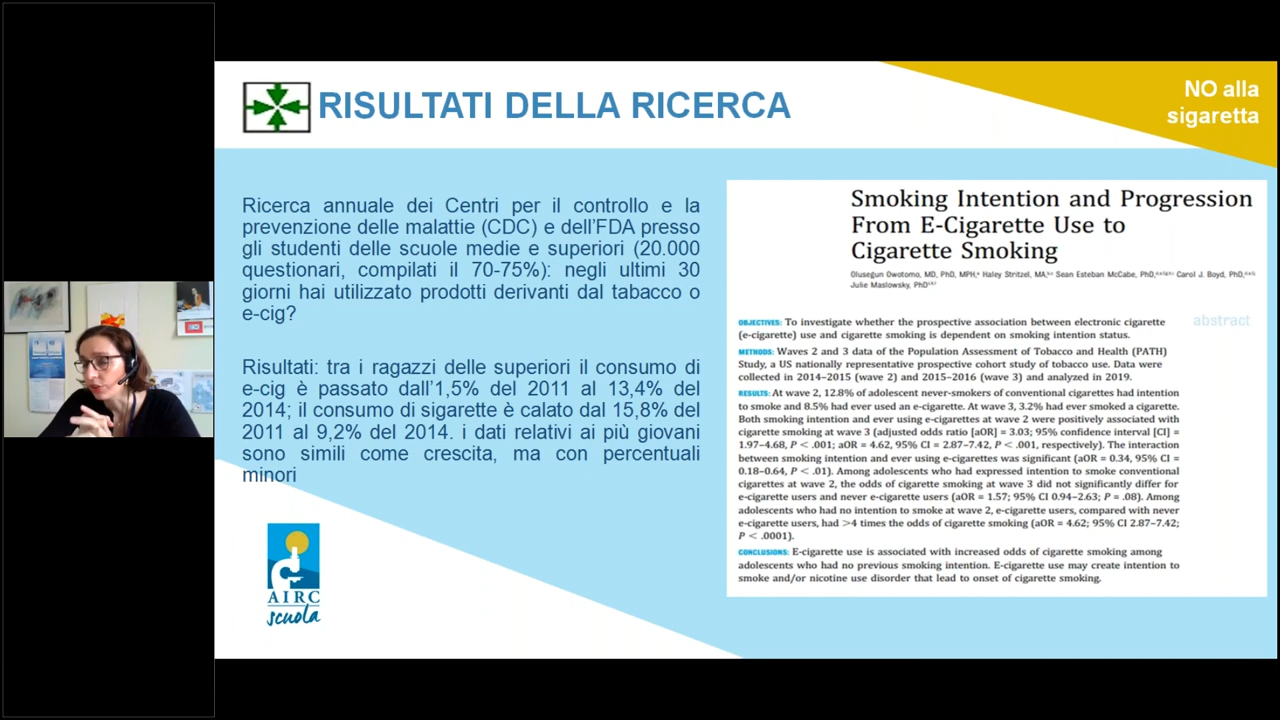 RISULTATI DELLA RICERCA
NO alla
sigaretta
Ricerca annuale dei Centri per il controllo e la
prevenzione delle malattie (CDC) e dell'FDA presso
gli studenti delle scuole medie e superiori (20.000
questionari, compilati il 70-75%): negli ultimi 30
giorni hai utilizzato prodotti derivanti dal tabacco o
e-cig?
Risultati: tra i ragazzi delle superiori il consumo di
e-cig è passato dall'1,5% del 2011 al 13,4% del
2014; il consumo di sigarette è calato dal 15,8% del
2011 al 9,2% del 2014. i dati relativi ai più giovani
sono simili come crescita, ma con percentuali
minori
AIRC
scuola
Smoking Intention and Progression
From E-Cigarette Use to
Cigarette Smoking
Olusegun Owotomo, MD, PhD, MPH, Haley Stritzel, MA, Sean Esteban McCabe, PhD, Carol J. Boyd, PhD,
Julie Maslowsky, PhD
abstract
OBJECTIVES: To investigate whether the prospective association between electronic cigarette
(e-cigarette) use and cigarette smoking is dependent on smoking intention status.
METHODS: Waves 2 and 3 data of the Population Assessment of Tobacco and Health (PATH)
Study, a US nationally representative prospective cohort study of tobacco use. Data were
collected in 2014–2015 (wave 2) and 2015–2016 (wave 3) and analyzed in 2019.
RESULTS: At wave 2, 12.8% of adolescent never-smokers of conventional cigarettes had intention
to smoke and 8.5% had ever used an e-cigarette. At wave 3, 3.2% had ever smoked a cigarette.
Both smoking intention and ever using e-cigarettes at wave 2 were positively associated with
cigarette smoking at wave 3 (adjusted odds ratio [aOR] = 3.03; 95% confidence interval [CI] =
1.97–4.68, P < .001; aOR = 4.62, 95% CI = 2.87–7.42, P < .001, respectively). The interaction
between smoking intention and ever using e-cigarettes was significant (aOR = 0.34, 95% CI =
0.18–0.64, P < .01). Among adolescents who had expressed intention to smoke conventional
cigarettes at wave 2, the odds of cigarette smoking at wave 3 did not significantly differ for
e-cigarette users and never e-cigarette users (aOR = 1.57; 95% CI 0.94–2.63; P = .08). Among
adolescents who had no intention to smoke at wave 2, e-cigarette users, compared with never
e-cigarette users, had >4 times the odds of cigarette smoking (aOR = 4.62; 95% CI 2.87–7.42;
P < .0001).
CONCLUSIONS: E-cigarette use is associated with increased odds of cigarette smoking among
adolescents who had no previous smoking intention. E-cigarette use may create intention to
smoke and/or nicotine use disorder that lead to onset of cigarette smoking.